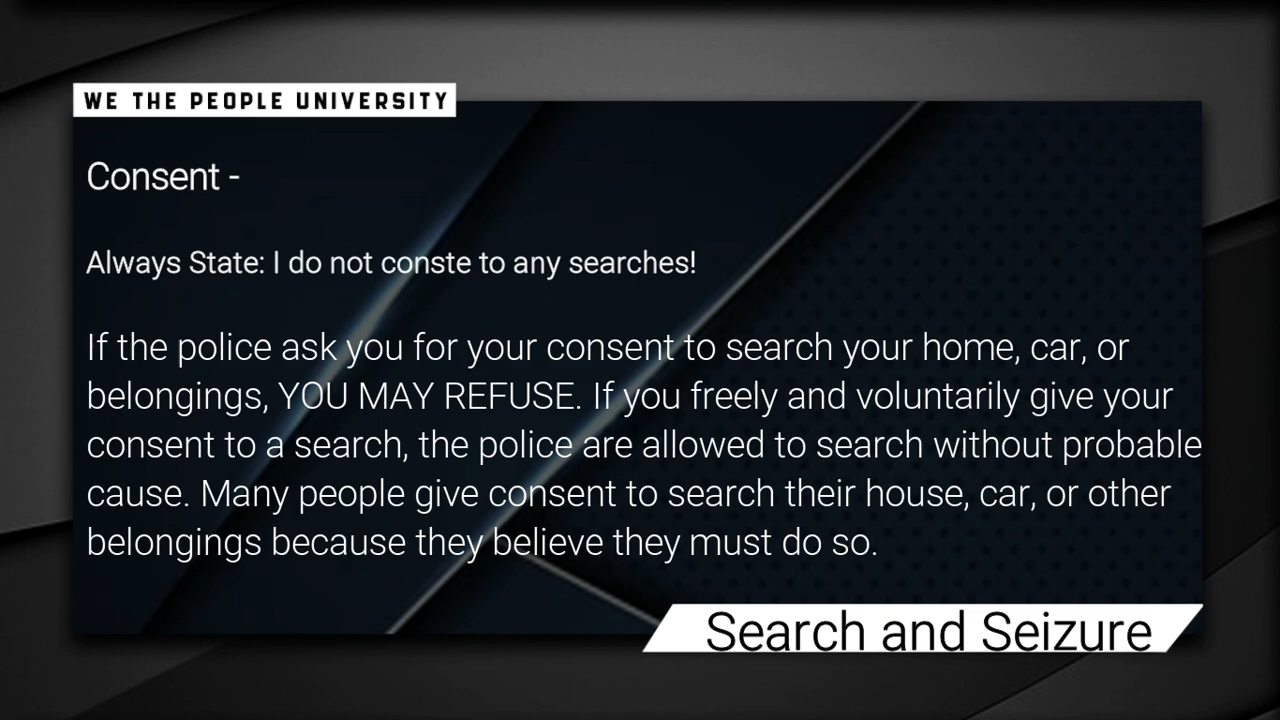 WE THE PEOPLE UNIVERSITY
Consent -
Always State: I do not conste to any searches!
If the police ask you for your consent to search your home, car, or
belongings, YOU MAY REFUSE. If you freely and voluntarily give your
consent to a search, the police are allowed to search without probable
cause. Many people give consent to search their house, car, or other
belongings because they believe they must do so.
Search and Seizure